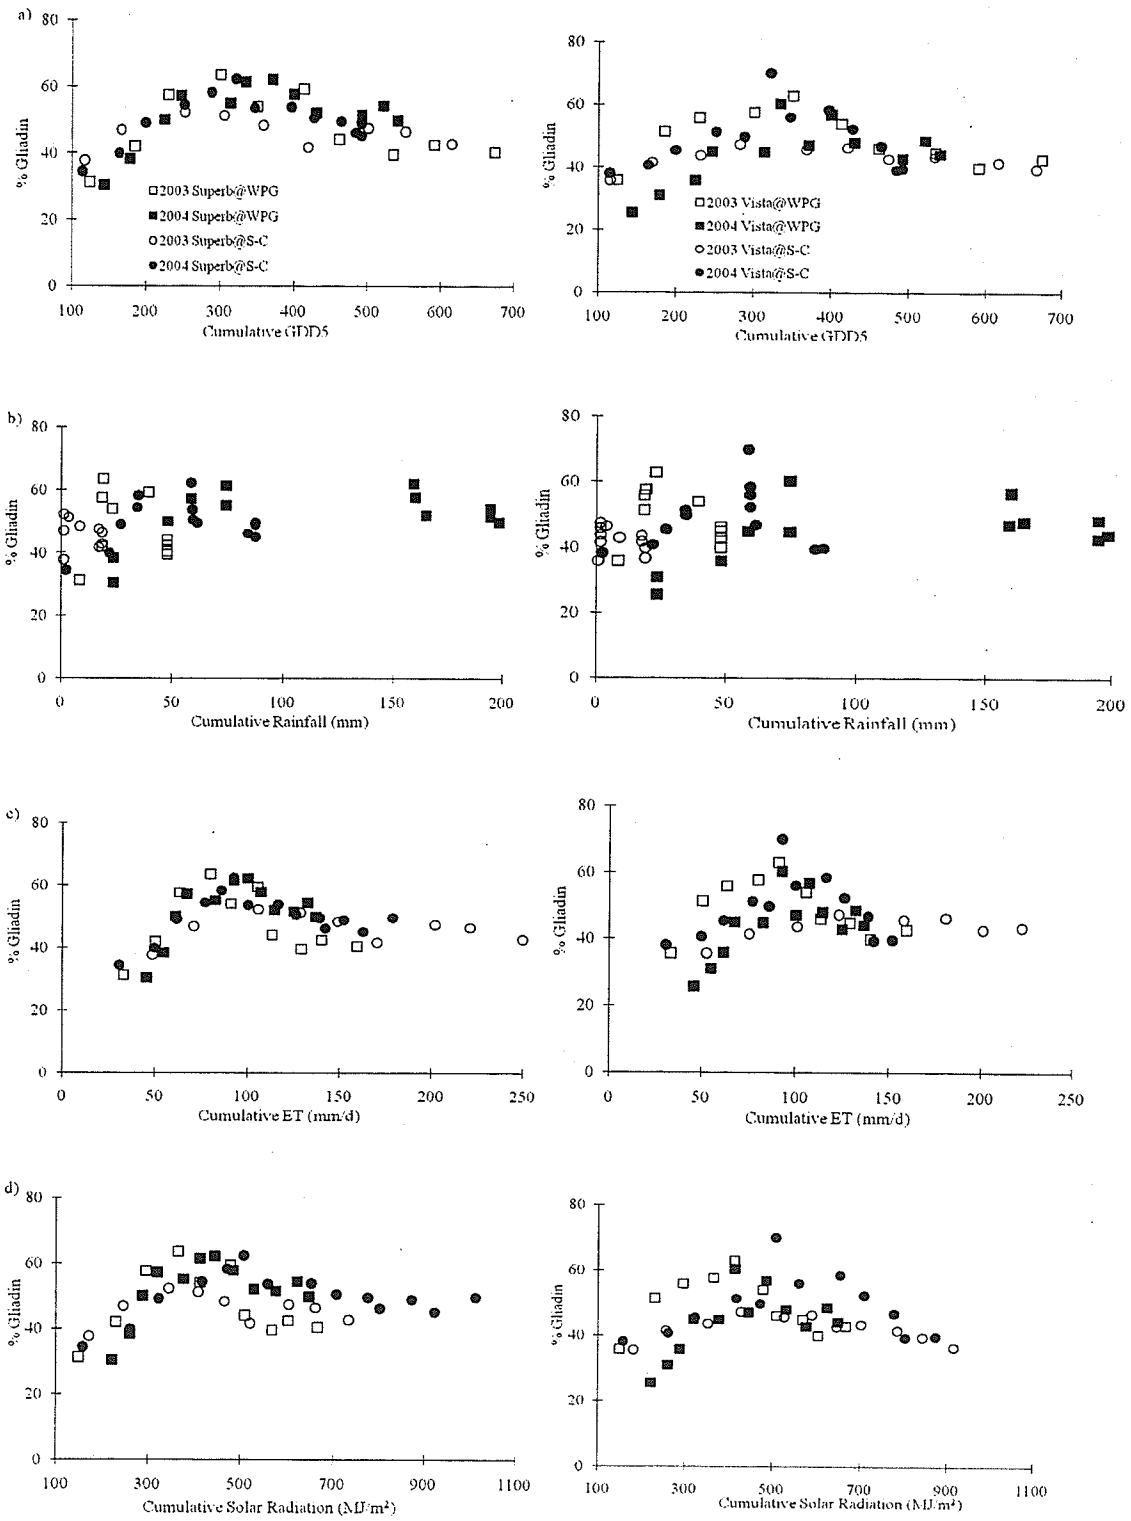 a)
80
60
40
20
0
% Gliadin
2003 Superb@WPG
2004 Superb@WPG
2003 Superb@S-C
2004 Superb@S-C
100 200 300 400 500 600 700
Cumulative GDD5
80
60
40
20
0
% Gliadin
2003 Vista@WPG
2004 Vista@WPG
2003 Vista@S-C
2004 Vista@S-C
100 200 300 400 500 600 700
Cumulative GDD5
b)
80
60
40
20
0
% Gliadin
0 50 100 150 200
Cumulative Rainfall (mm)
80
60
40
20
0
% Gliadin
0 50 100 150 200
Cumulative Rainfall (mm)
c)
80
60
40
20
0
% Gliadin
0 50 100 150 200 250
Cumulative ET (mm/d)
80
60
40
20
0
% Gliadin
0 50 100 150 200 250
Cumulative ET (mm/d)
d)
80
60
40
20
0
% Gliadin
100 300 500 700 900 1100
Cumulative Solar Radiation (MJ/m²)
80
60
40
20
0
% Gliadin
100 300 500 700 900 1100
Cumulative Solar Radiation (MJ/m²)